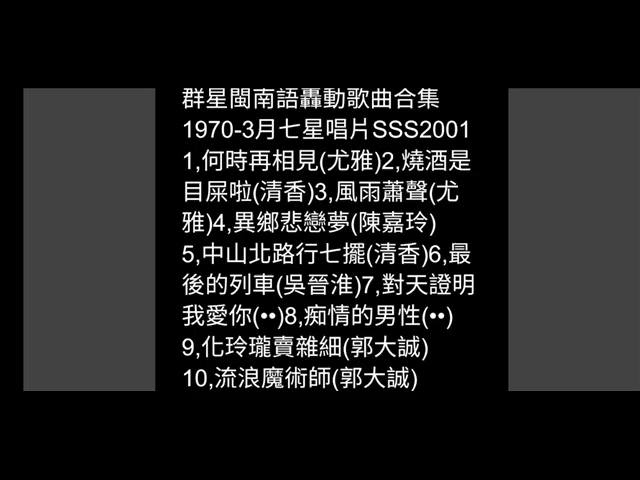 群星閩南語轟動歌曲合集
1970-3月七星唱片SSS2001
1,何時再相見(尤雅)2,燒酒是
目屎啦(清香)3,風雨蕭聲(尤
雅)4,異鄉悲戀夢(陳嘉玲)
5,中山北路行七擺(清香)6,最
後的列車(吳晉淮)7,對天證明
我愛你(••)8,痴情的男性(••)
9,化玲瓏賣雜細(郭大誠)
10,流浪魔術師(郭大誠)